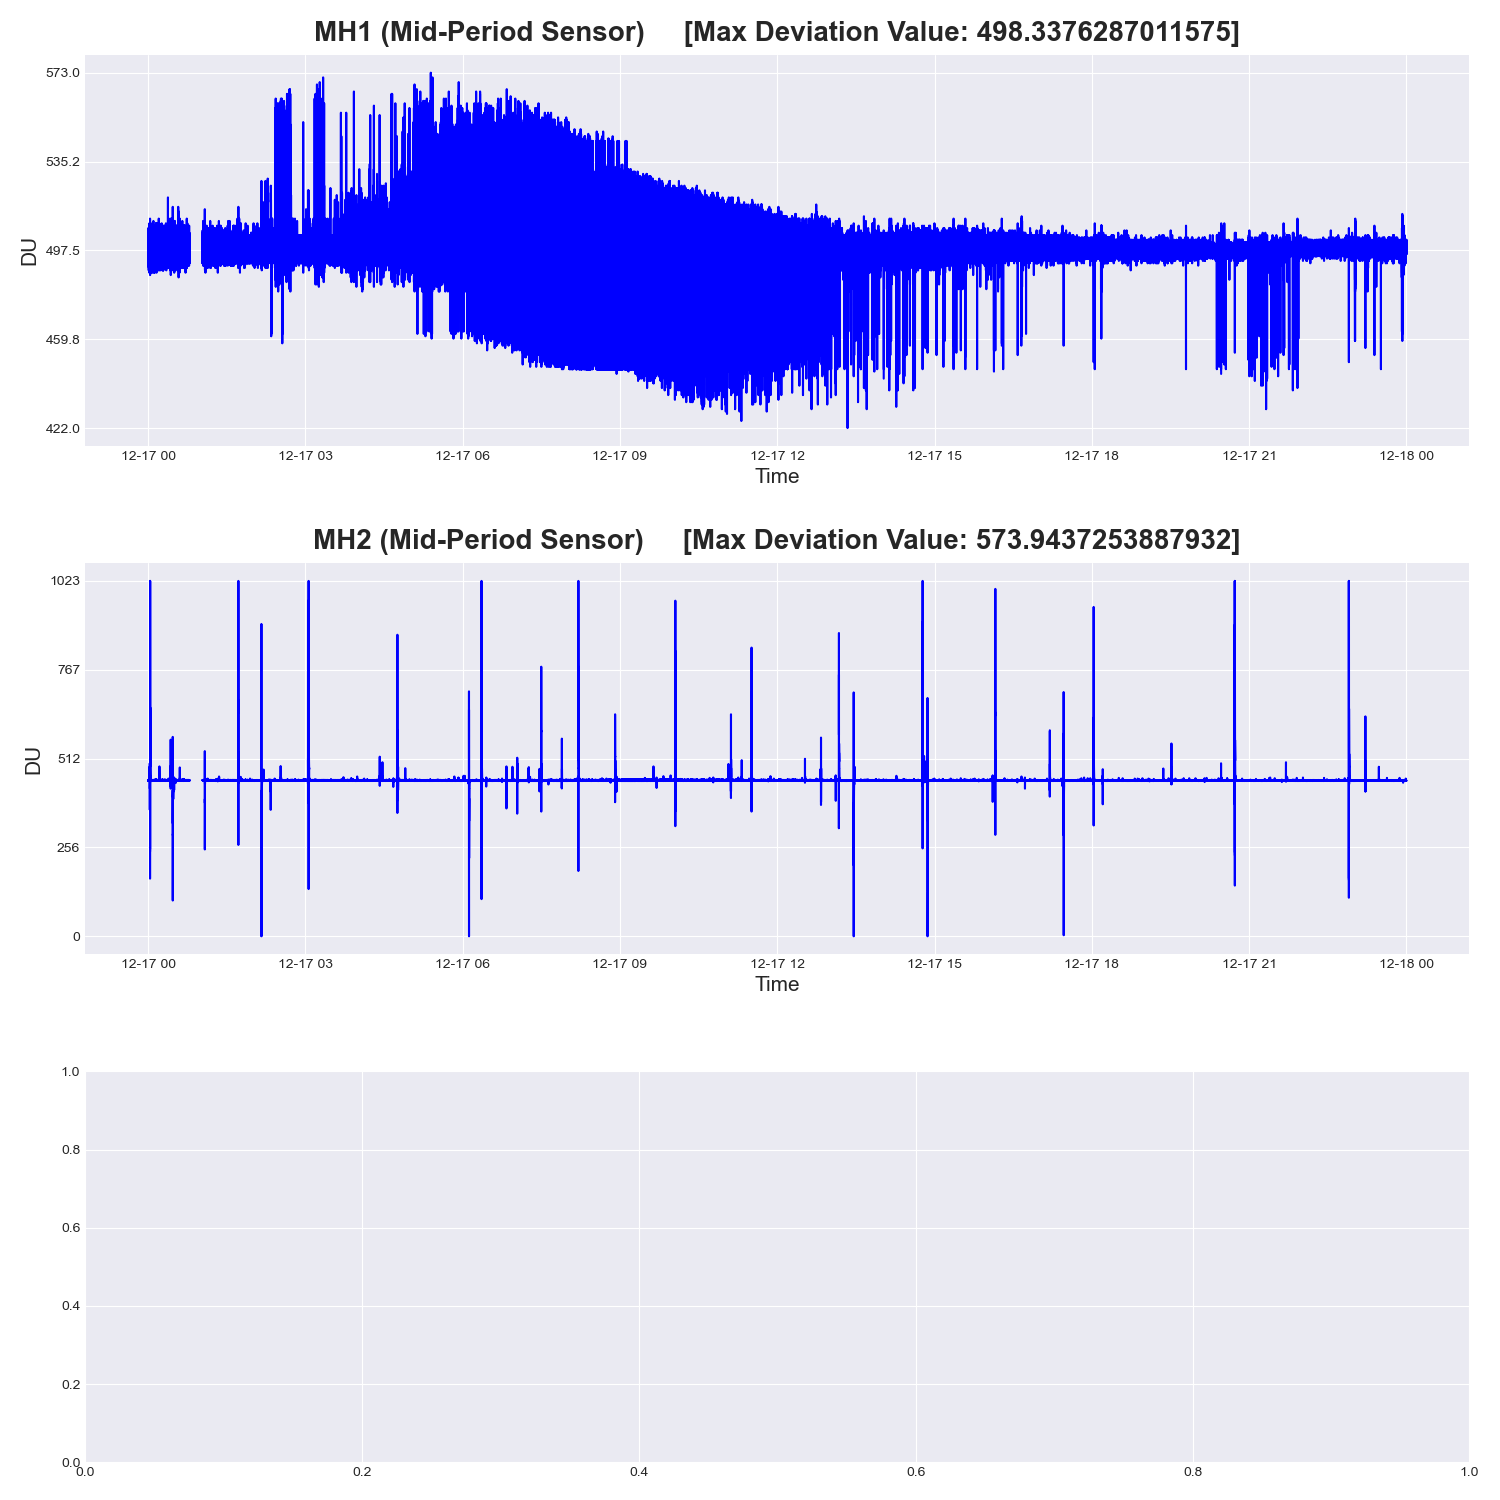 MH1 (Mid-Period Sensor) [Max Deviation Value: 498.3376287011575]
573.0
535.2
497.5
459.8
422.0
DU
12-17 00 12-17 03 12-17 06 12-17 09 12-17 12 12-17 15 12-17 18 12-17 21 12-18 00
Time
MH2 (Mid-Period Sensor) [Max Deviation Value: 573.9437253887932]
1023
767
512
256
0
DU
12-17 00 12-17 03 12-17 06 12-17 09 12-17 12 12-17 15 12-17 18 12-17 21 12-18 00
Time
1.0
0.8
0.6
0.4
0.2
0.0
0.0 0.2 0.4 0.6 0.8 1.0